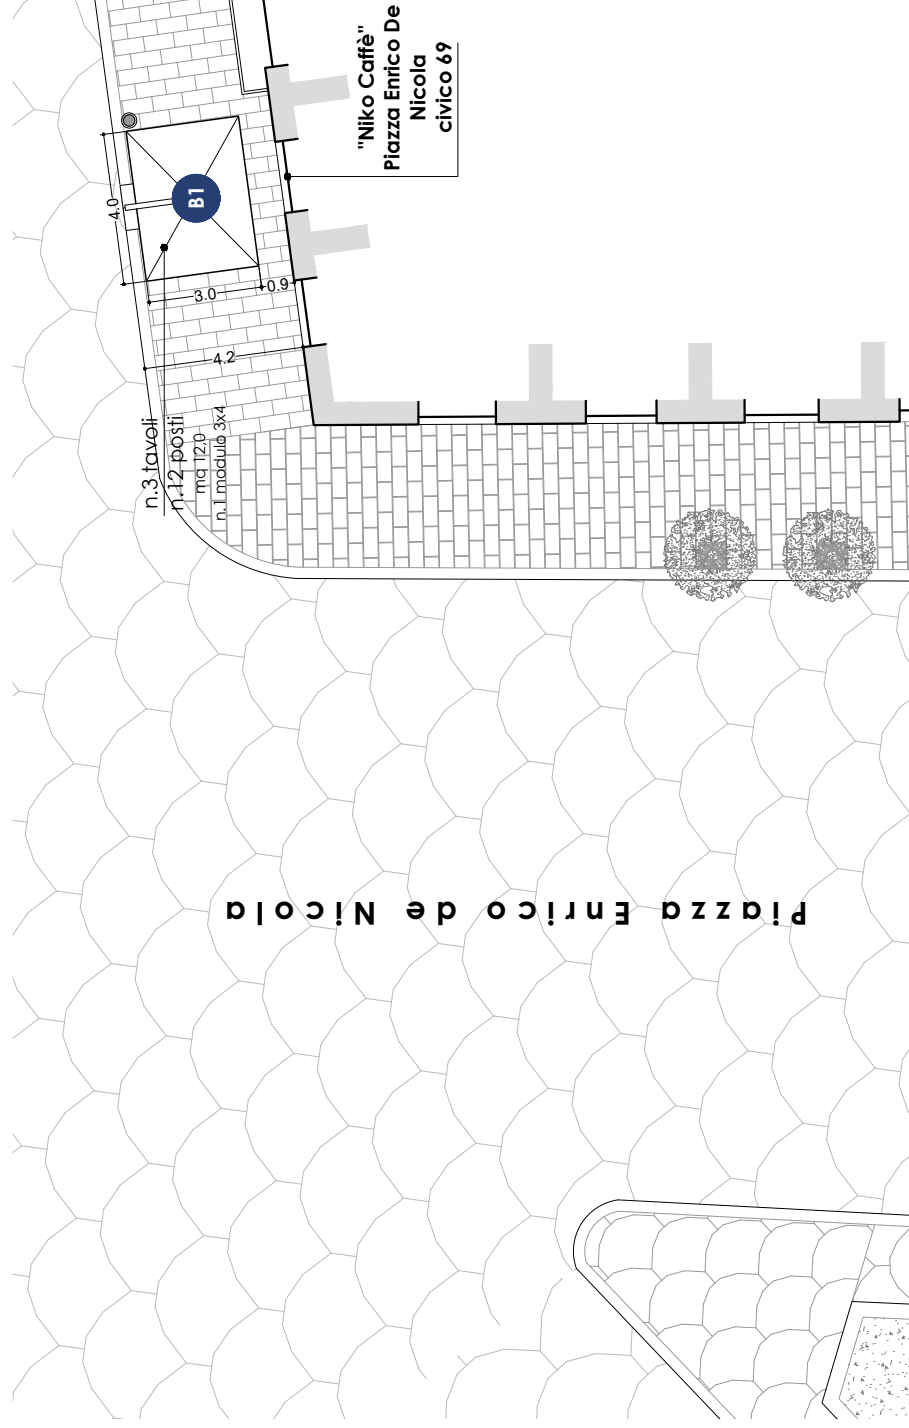 "Niko Caffè"
Piazza Enrico De
Nicola
civico 69
B1
4.0
3.0
0.9
4.2
n.3 tavoli
n.12 posti
mq 12,0
n.1 modulo 3x4
Piazza Enrico de Nicola